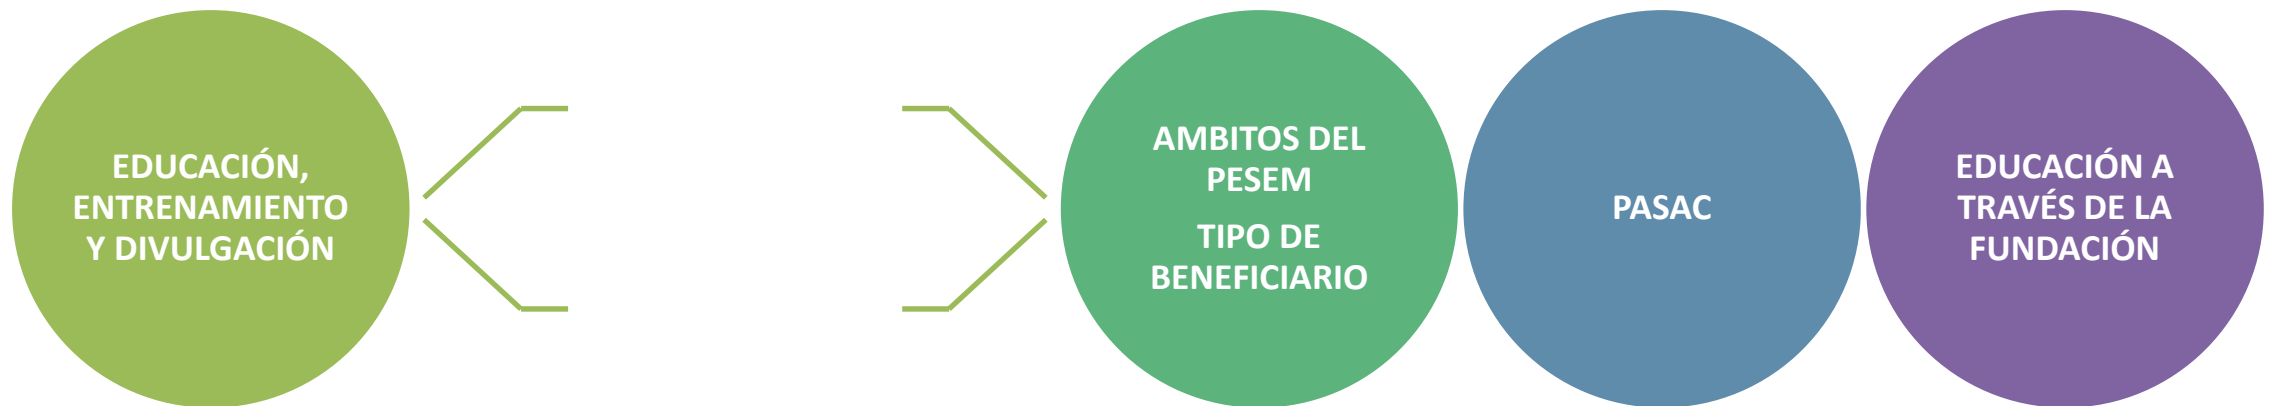 EDUCACIÓN,
ENTRENAMIENTO
Y DIVULGACIÓN
AMBITOS DEL
PESEM
TIPO DE
BENEFICIARIO
PASAC
EDUCACIÓN A
TRAVÉS DE LA
FUNDACIÓN